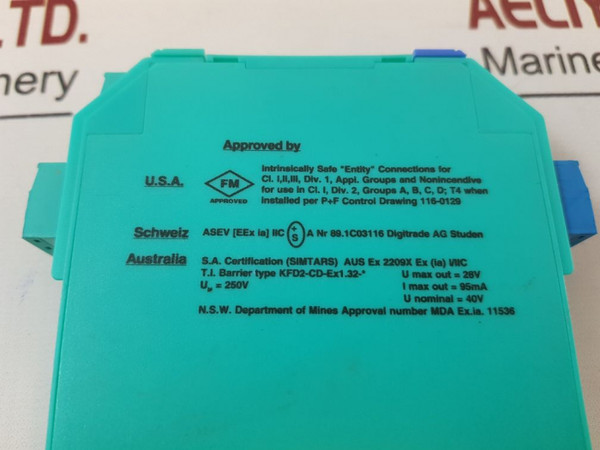 LTD.
AELIY
Marine
nery
Approved by
U.S.A.
FM
APPROVED
Intrinsically Safe "Entity" Connections for
Cl. I,II,III, Div. 1, Appl. Groups and Nonincendive
for use in Cl. I, Div. 2, Groups A, B, C, D; T4 when
installed per P+F Control Drawing 116-0129
Schweiz ASEV [EEx ia] IIC + S A Nr 89.1C03116 Digitrade AG Studen
Australia S.A. Certification (SIMTARS) AUS Ex 2209X Ex (ia) I/IIC
T.I. Barrier type KFD2-CD-Ex1.32-* U max out = 28V
I max out = 95mA
U nominal = 40V
N.S.W. Department of Mines Approval number MDA Ex.ia. 11536